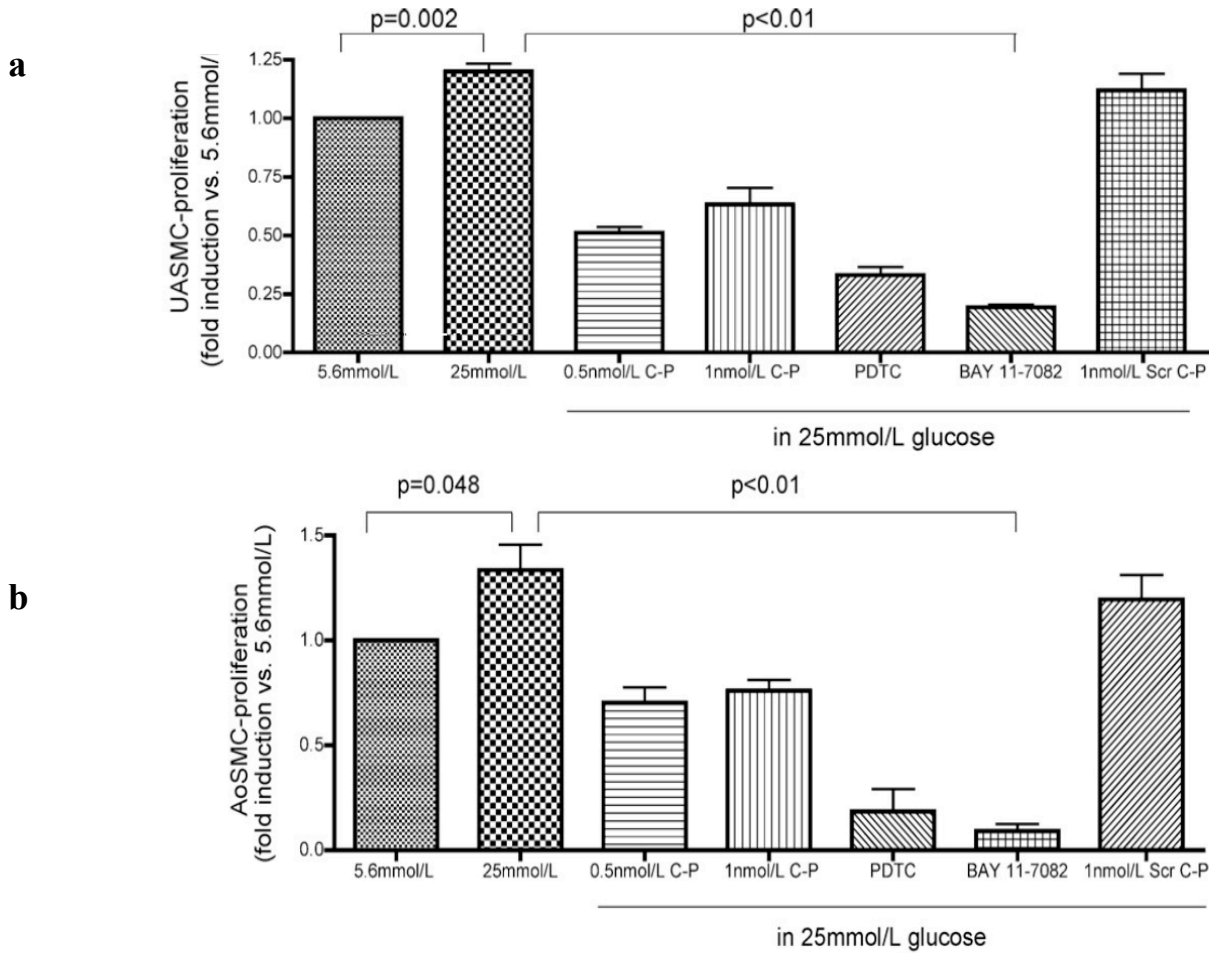 a
p=0.002
p<0.01
UASMC-proliferation
(fold induction vs. 5.6mmol/
1.25
1.00
0.75
0.50
0.25
0.00
5.6mmol/L 25mmol/L 0.5nmol/L C-P 1nmol/L C-P PDTC BAY 11-7082 1nmol/L Scr C-P
in 25mmol/L glucose
b
p=0.048
p<0.01
AoSMC-proliferation
(fold induction vs. 5.6mmol/L)
1.5
1.0
0.5
0.0
5.6mmol/L 25mmol/L 0.5nmol/L C-P 1nmol/L C-P PDTC BAY 11-7082 1nmol/L Scr C-P
in 25mmol/L glucose